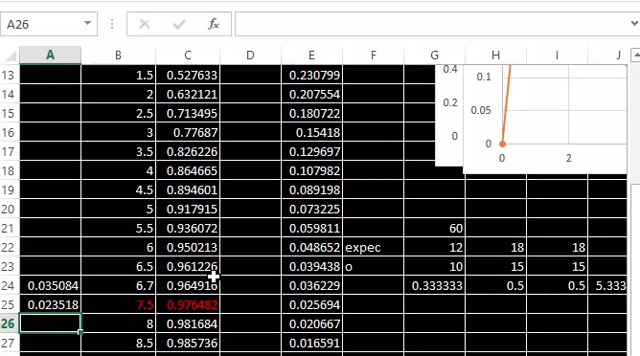 A26 fx
A B C D E F G H I J
13 1.5 0.527633 0.230799 0.4 0.1
14 2 0.632121 0.207554
15 2.5 0.713495 0.180722 0.2 0.05
16 3 0.77687 0.15418 0
17 3.5 0.826226 0.129697 0 0 2
18 4 0.864665 0.107982
19 4.5 0.894601 0.089198
20 5 0.917915 0.073225
21 5.5 0.936072 0.059811 60
22 6 0.950213 0.048652 expec 12 18 18
23 6.5 0.961226 0.039438 o 10 15 15
24 0.035084 6.7 0.964916 0.036229 0.333333 0.5 0.5 5.333
25 0.023518 7.5 0.976482 0.025694
26 8 0.981684 0.020667
27 8.5 0.985736 0.016591